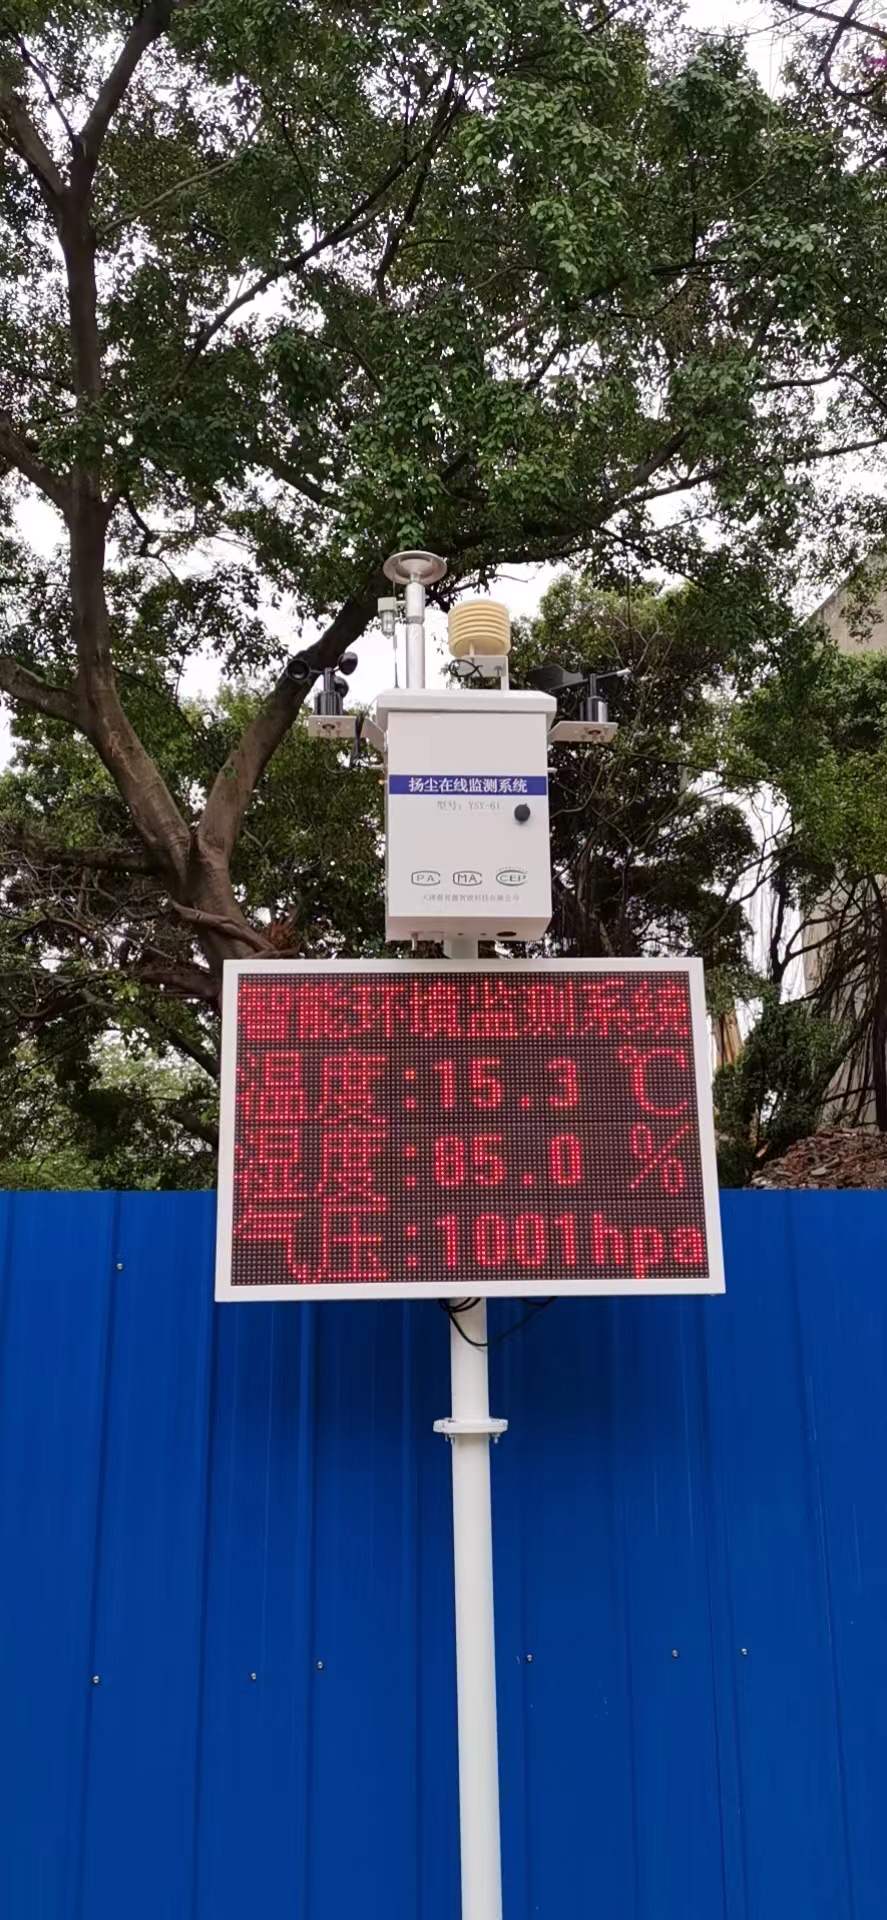 扬尘在线监测系统
型号：YSY-61
PA MA CEP
智能环境监测系统
温度:15.3 ℃
湿度:85.0 %
气压:1001hpa